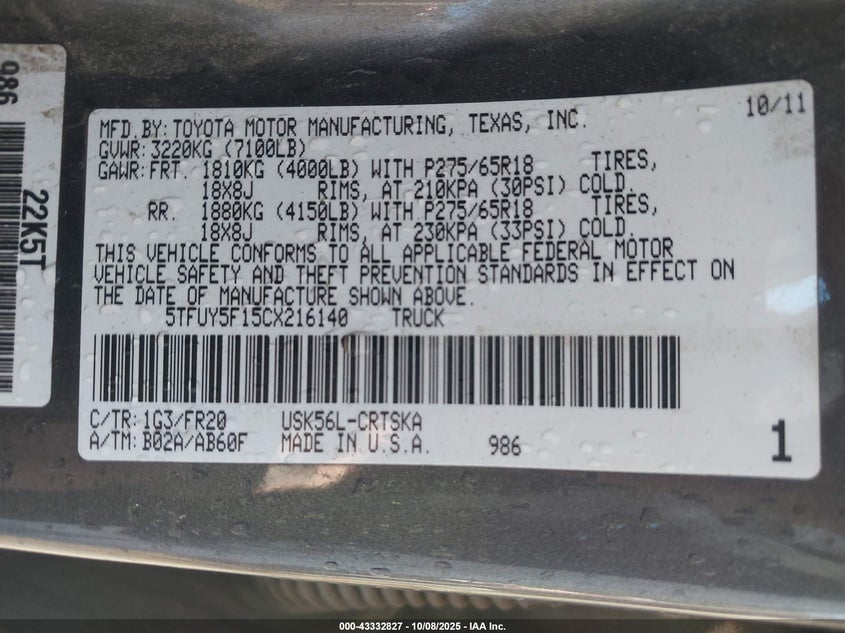 986
22K5T
10/11
MFD.BY:TOYOTA MOTOR MANUFACTURING, TEXAS, INC.
GVWR:3220KG (7100LB)
GAWR:FRT. 1810KG (4000LB) WITH P275/65R18 TIRES,
18X8J RIMS, AT 210KPA (30PSI) COLD.
RR. 1880KG (4150LB) WITH P275/65R18 TIRES,
18X8J RIMS, AT 230KPA (33PSI) COLD.
THIS VEHICLE CONFORMS TO ALL APPLICABLE FEDERAL MOTOR
VEHICLE SAFETY AND THEFT PREVENTION STANDARDS IN EFFECT ON
THE DATE OF MANUFACTURE SHOWN ABOVE.
5TFUY5F15CX216140 TRUCK
C/TR:1G3/FR20 USK56L-CRTSKA
A/TM:B02A/AB60F MADE IN U.S.A. 986
1
000-43332827 - 10/08/2025 - IAA Inc.